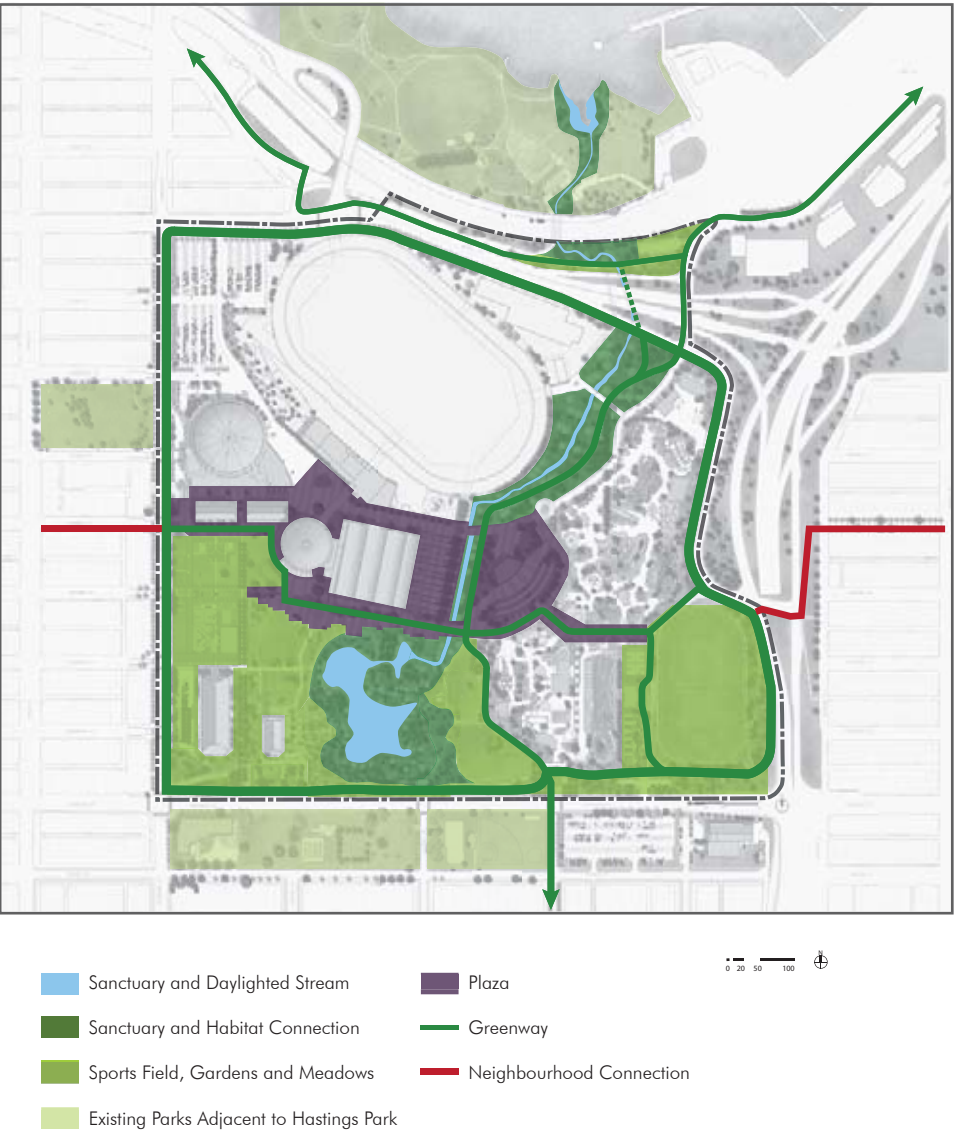 N
0 20 50 100
Sanctuary and Daylighted Stream
Plaza
Sanctuary and Habitat Connection
Greenway
Sports Field, Gardens and Meadows
Neighbourhood Connection
Existing Parks Adjacent to Hastings Park